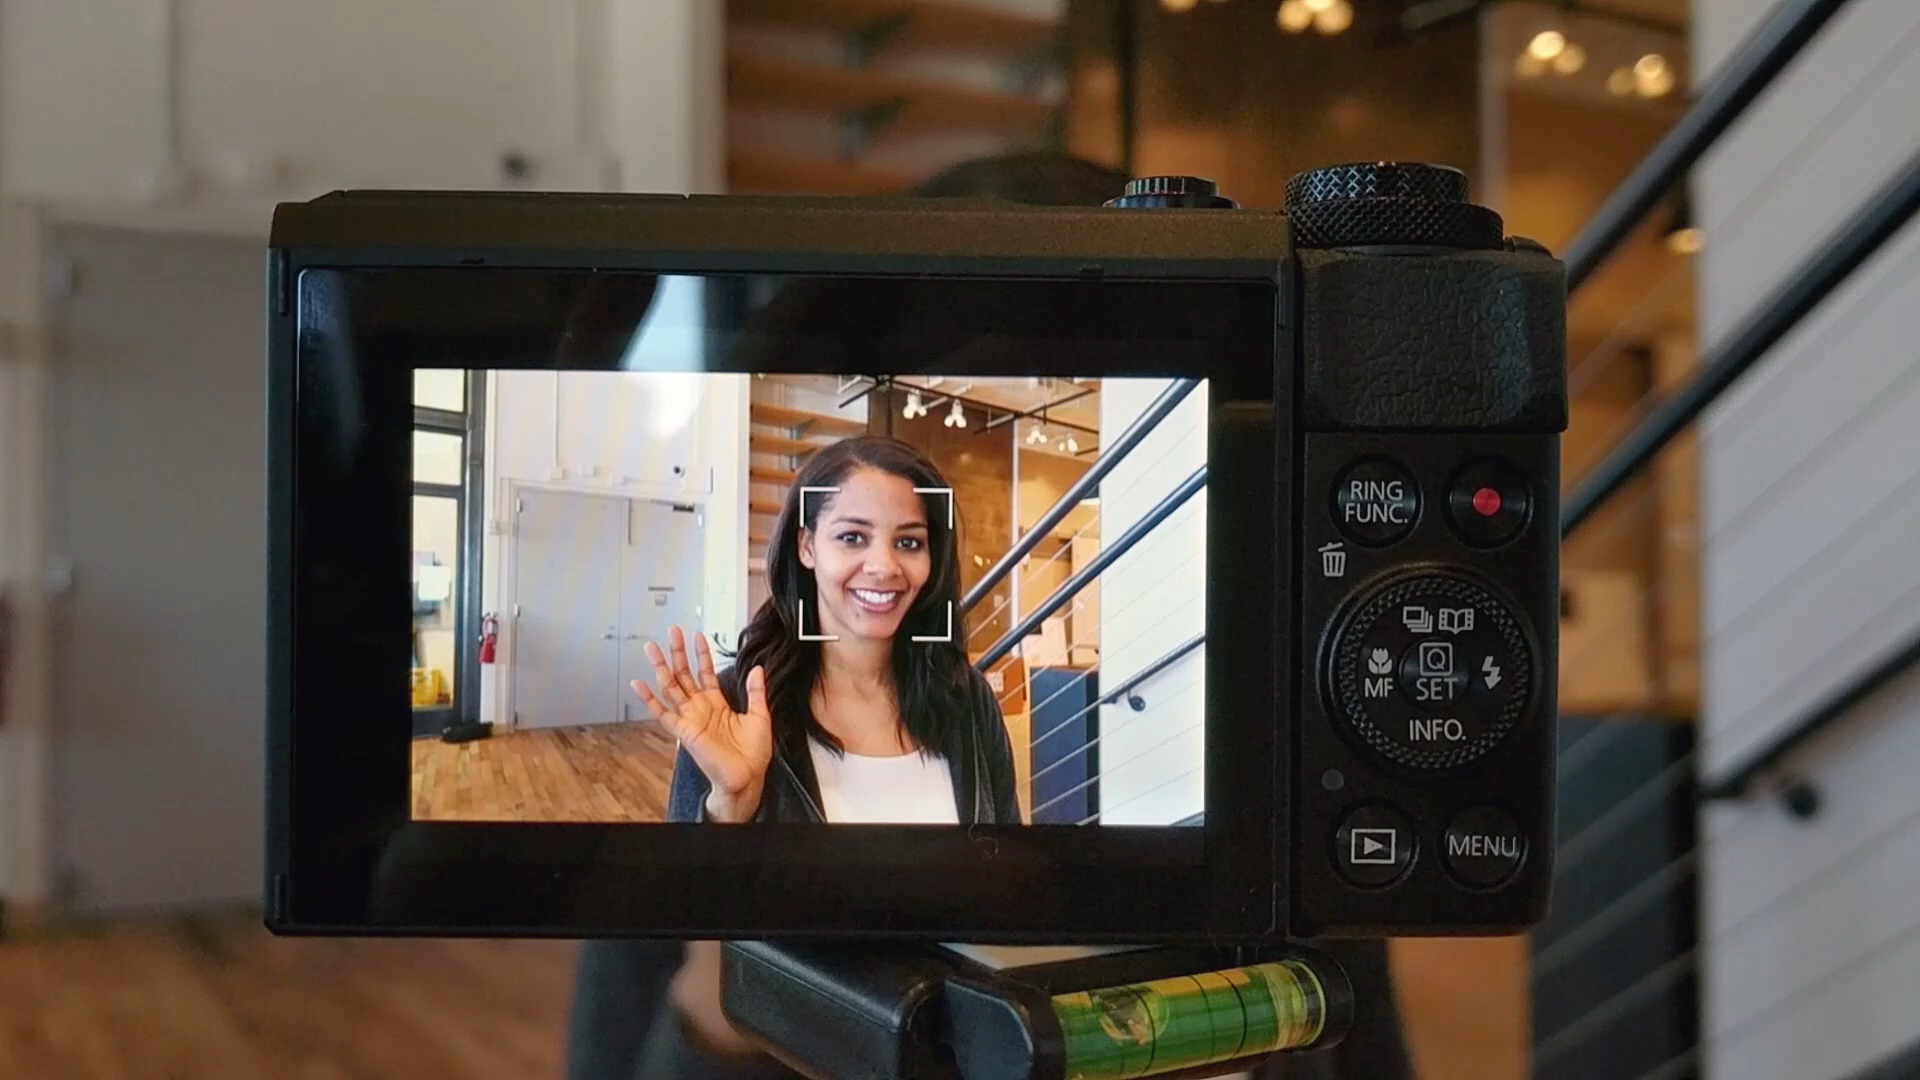 RING
FUNC.
Q
MF
SET
INFO.
MENU